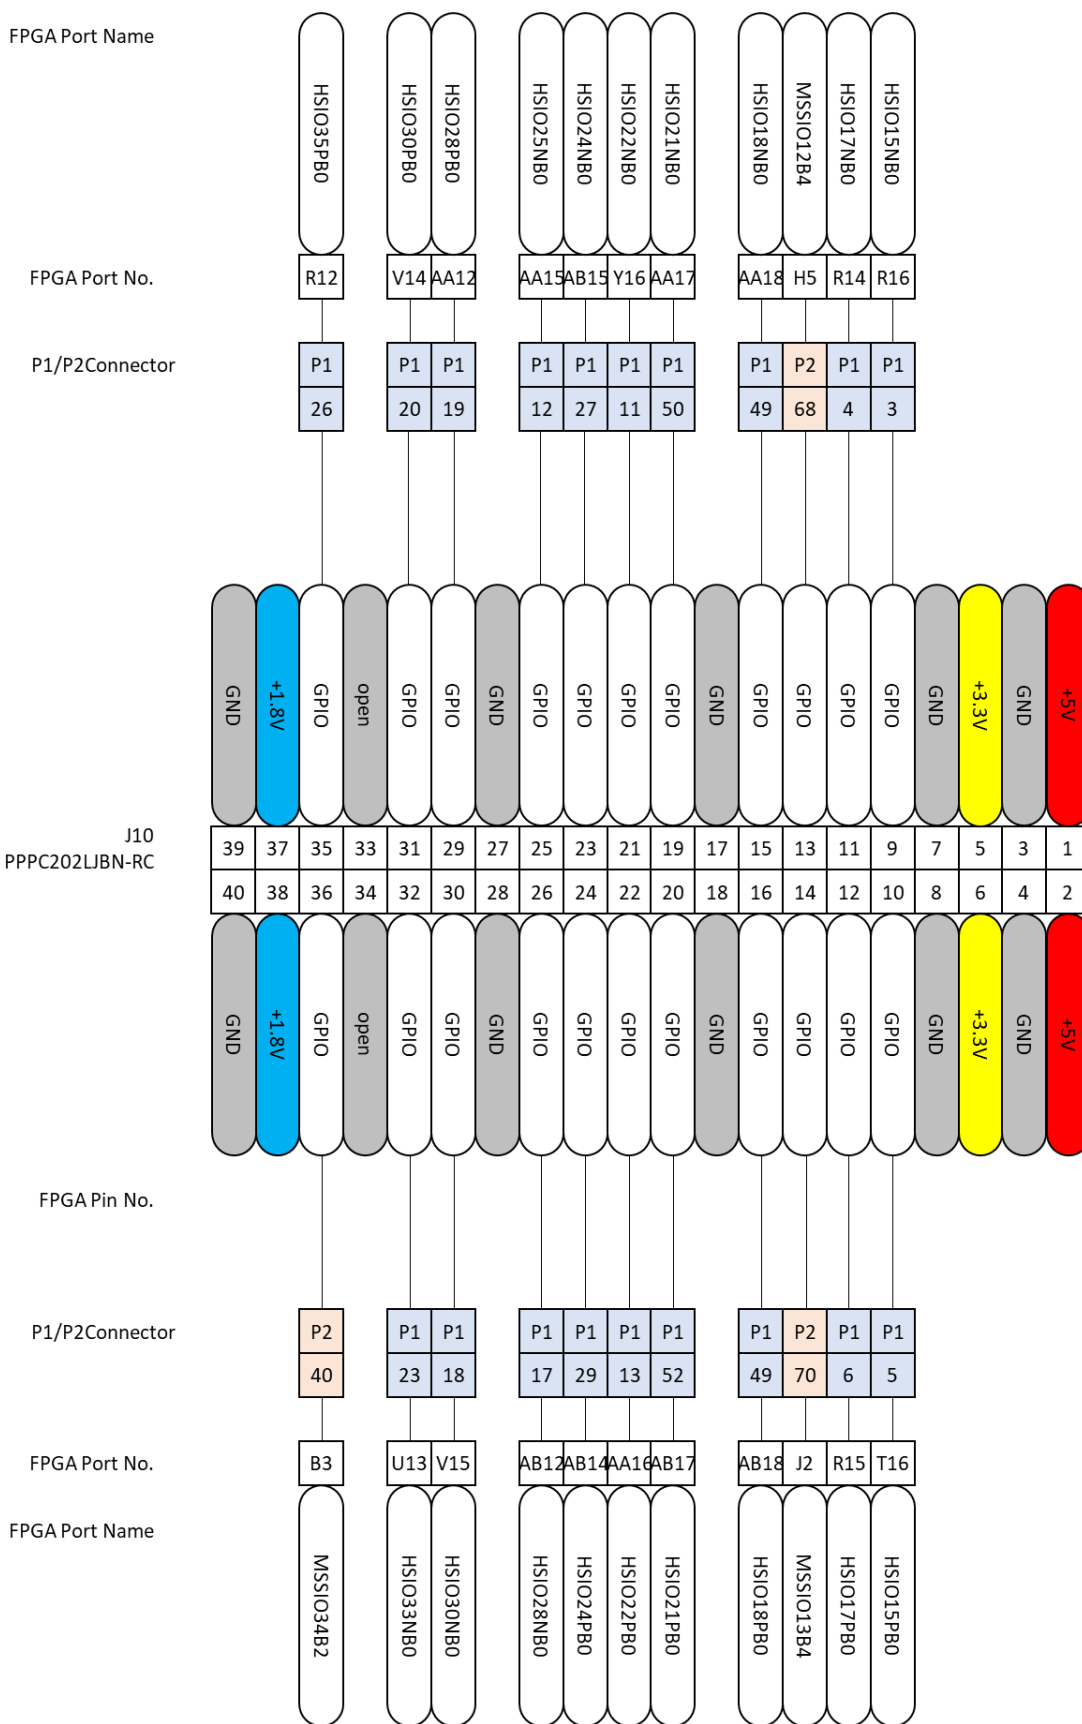 FPGA Port Name
HSIO35PB0 HSIO30PB0 HSIO28PB0 HSIO25NB0 HSIO24NB0 HSIO22NB0 HSIO21NB0 HSIO18NB0 MSSIO12B4 HSIO17NB0 HSIO15NB0
FPGA Port No. R12 V14 AA12 AA15 AB15 Y16 AA17 AA18 H5 R14 R16
P1/P2Connector P1 P1 P1 P1 P1 P1 P1 P1 P2 P1 P1
26 20 19 12 27 11 50 49 68 4 3
GND +1.8V GPIO open GPIO GPIO GND GPIO GPIO GPIO GPIO GND GPIO GPIO GPIO GPIO GND +3.3V GND +5V
J10
PPPC202LJBN-RC
39 37 35 33 31 29 27 25 23 21 19 17 15 13 11 9 7 5 3 1
40 38 36 34 32 30 28 26 24 22 20 18 16 14 12 10 8 6 4 2
GND +1.8V GPIO open GPIO GPIO GND GPIO GPIO GPIO GPIO GND GPIO GPIO GPIO GPIO GND +3.3V GND +5V
FPGA Pin No.
P1/P2Connector P2 P1 P1 P1 P1 P1 P1 P1 P2 P1 P1
40 23 18 17 29 13 52 49 70 6 5
FPGA Port No. B3 U13 V15 AB12 AB14 AA16 AB17 AB18 J2 R15 T16
FPGA Port Name
MSSIO34B2 HSIO33NB0 HSIO30NB0 HSIO28NB0 HSIO24PB0 HSIO22PB0 HSIO21PB0 HSIO18PB0 MSSIO13B4 HSIO17PB0 HSIO15PB0